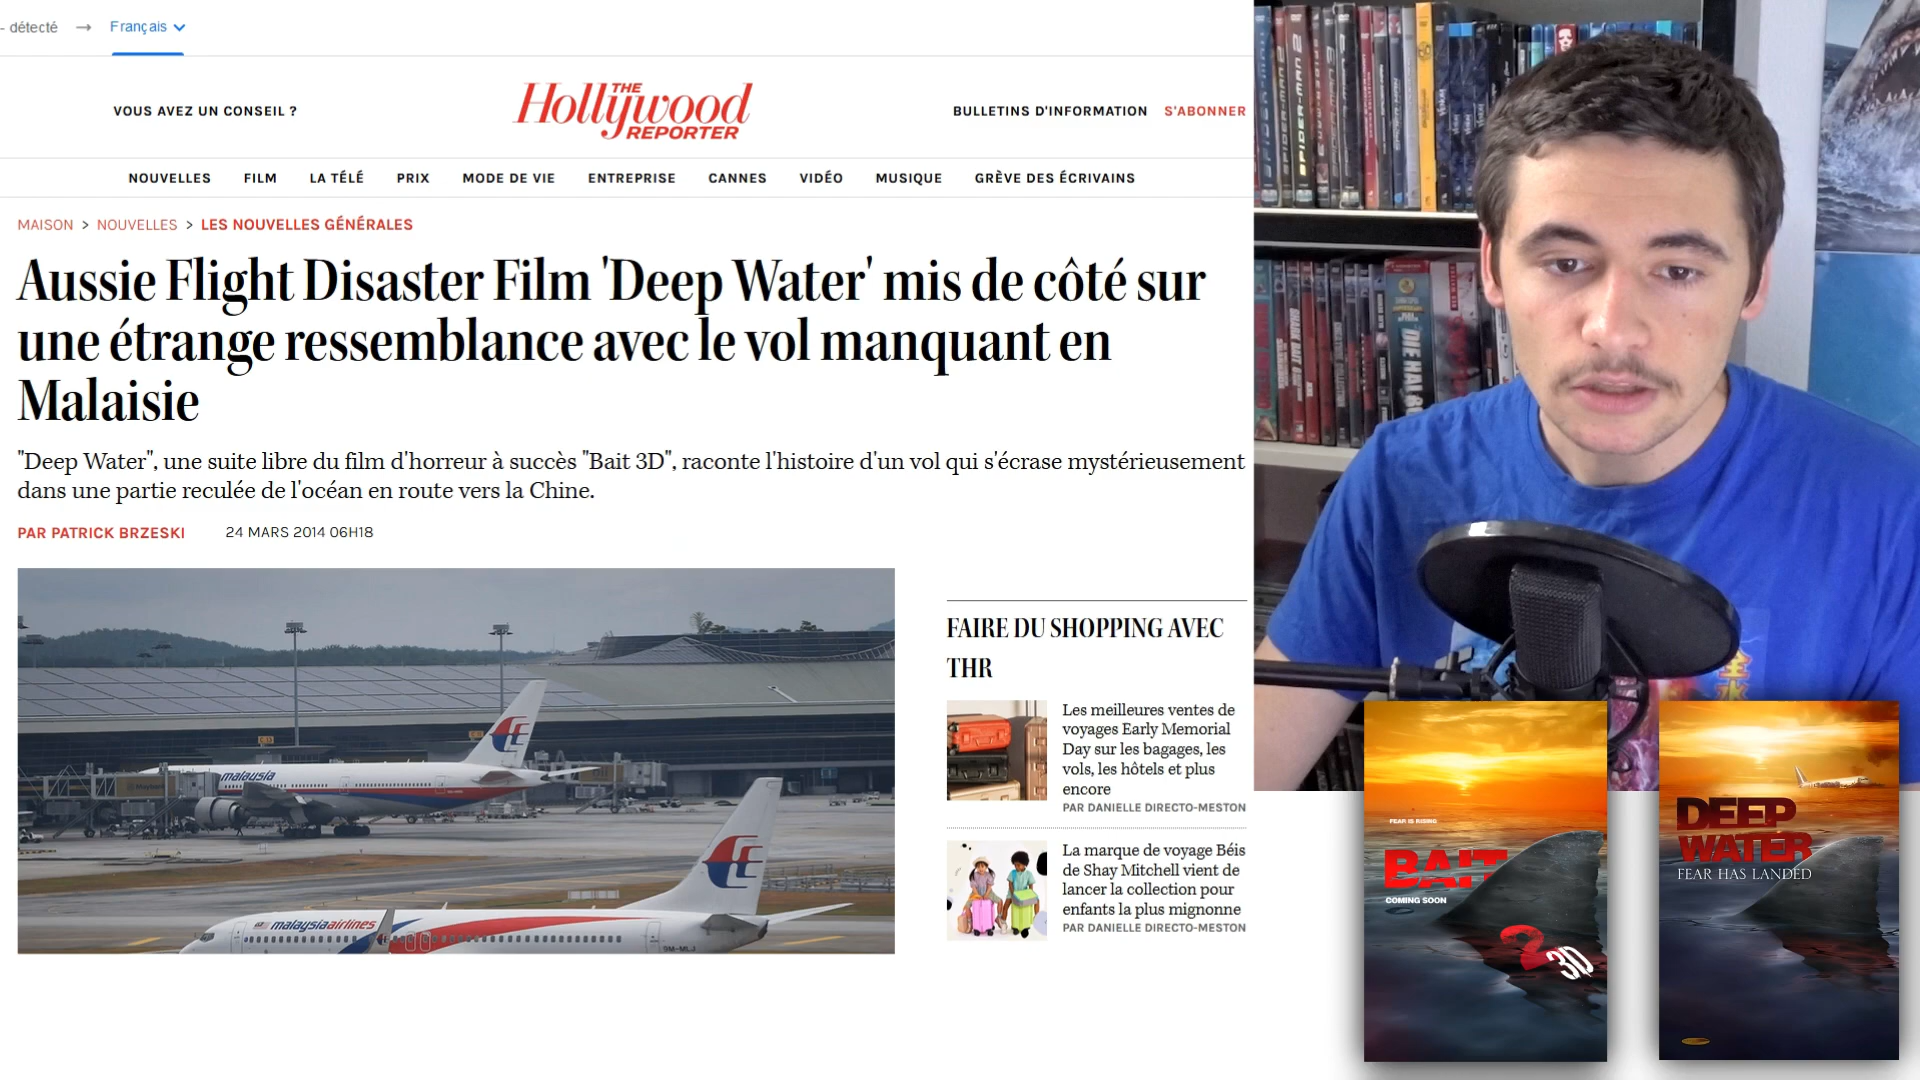 - détecté → Français
VOUS AVEZ UN CONSEIL ?
THE
Hollywood
REPORTER
BULLETINS D'INFORMATION S'ABONNER
NOUVELLES FILM LA TÉLÉ PRIX MODE DE VIE ENTREPRISE CANNES VIDÉO MUSIQUE GRÈVE DES ÉCRIVAINS
MAISON > NOUVELLES > LES NOUVELLES GÉNÉRALES
Aussie Flight Disaster Film 'Deep Water' mis de côté sur
une étrange ressemblance avec le vol manquant en
Malaisie
"Deep Water", une suite libre du film d'horreur à succès "Bait 3D", raconte l'histoire d'un vol qui s'écrase mystérieusement
dans une partie reculée de l'océan en route vers la Chine.
PAR PATRICK BRZESKI 24 MARS 2014 06H18
malaysia
malaysiaairlines
9M-MLJ
FAIRE DU SHOPPING AVEC
THR
Les meilleures ventes de
voyages Early Memorial
Day sur les bagages, les
vols, les hôtels et plus
encore
PAR DANIELLE DIRECTO-MESTON
La marque de voyage Béis
de Shay Mitchell vient de
lancer la collection pour
enfants la plus mignonne
PAR DANIELLE DIRECTO-MESTON
SPIDER-MAN 2
DIE HAI
FEAR IS RISING
BAIT
COMING SOON
2
3D
DEEP
WATER
FEAR HAS LANDED